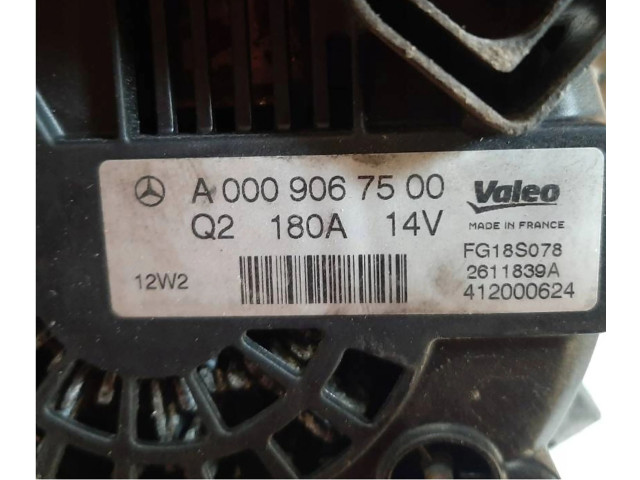 A 000 906 75 00
Q2 180A 14V
12W2
Valeo
MADE IN FRANCE
FG18S078
2611839A
412000624